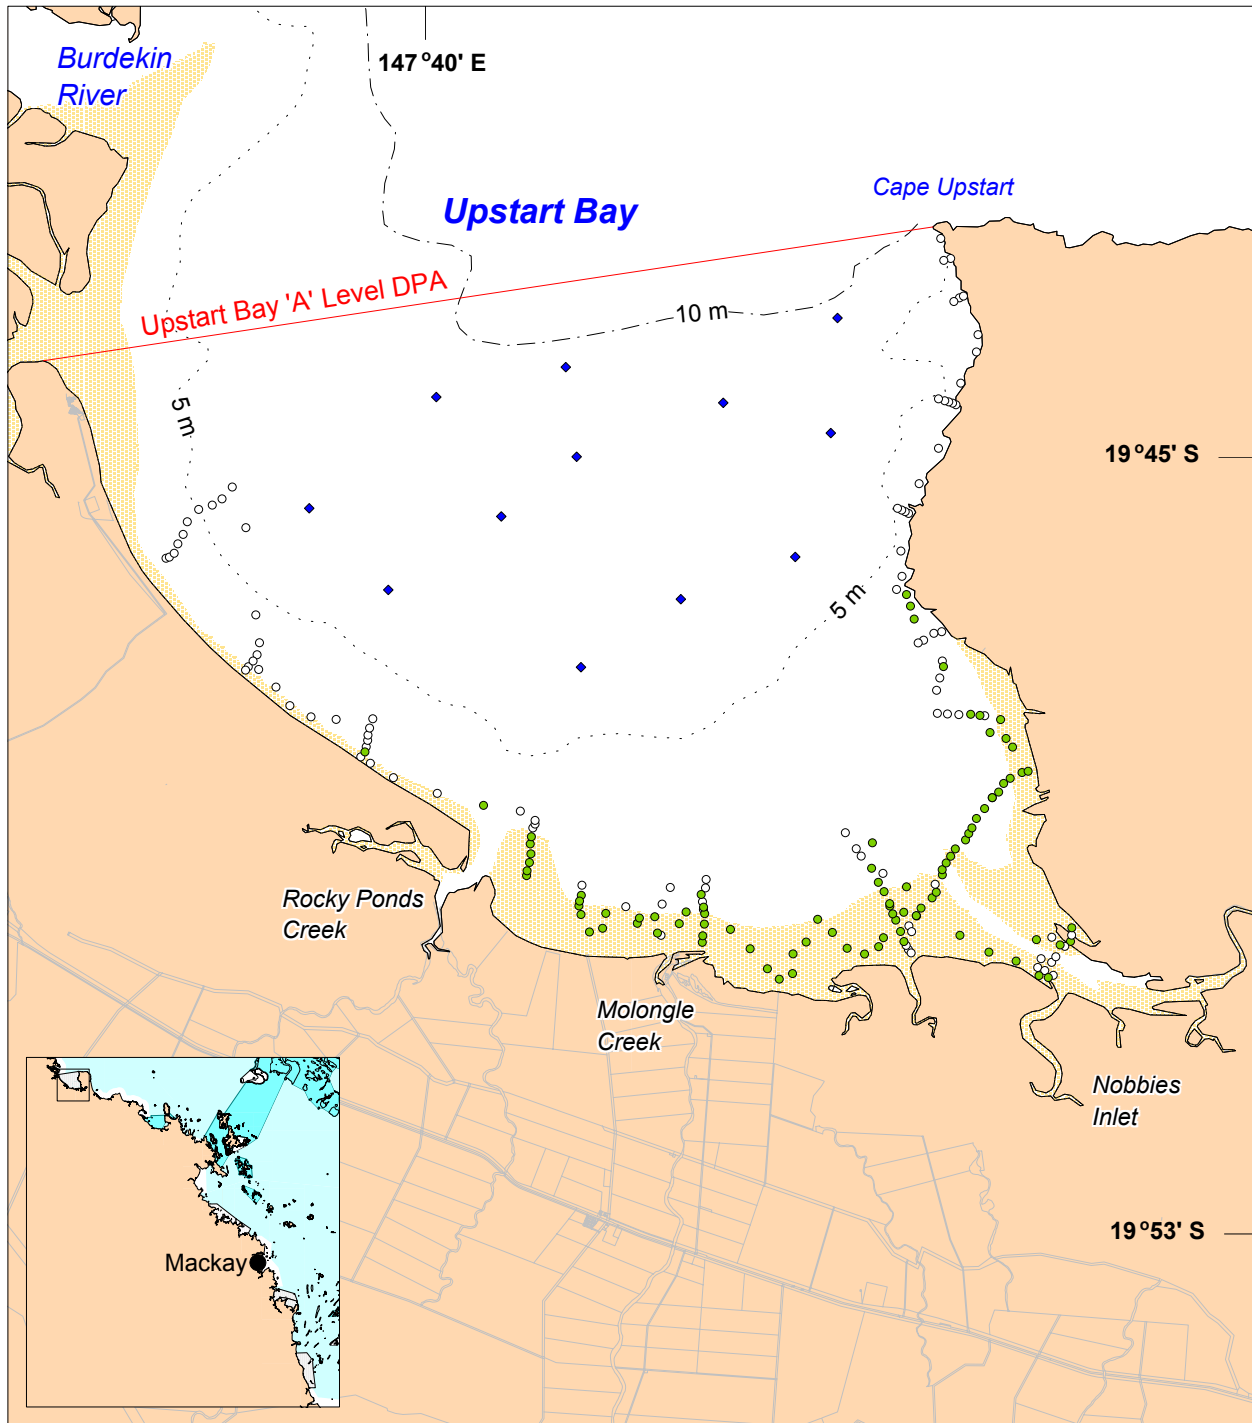 Burdekin
River
147 °40' E
Cape Upstart
Upstart Bay
Upstart Bay 'A' Level DPA
10 m
5 m
19 °45' S
5 m
Rocky Ponds
Creek
Molongle
Creek
Nobbies
Inlet
19 °53' S
Mackay